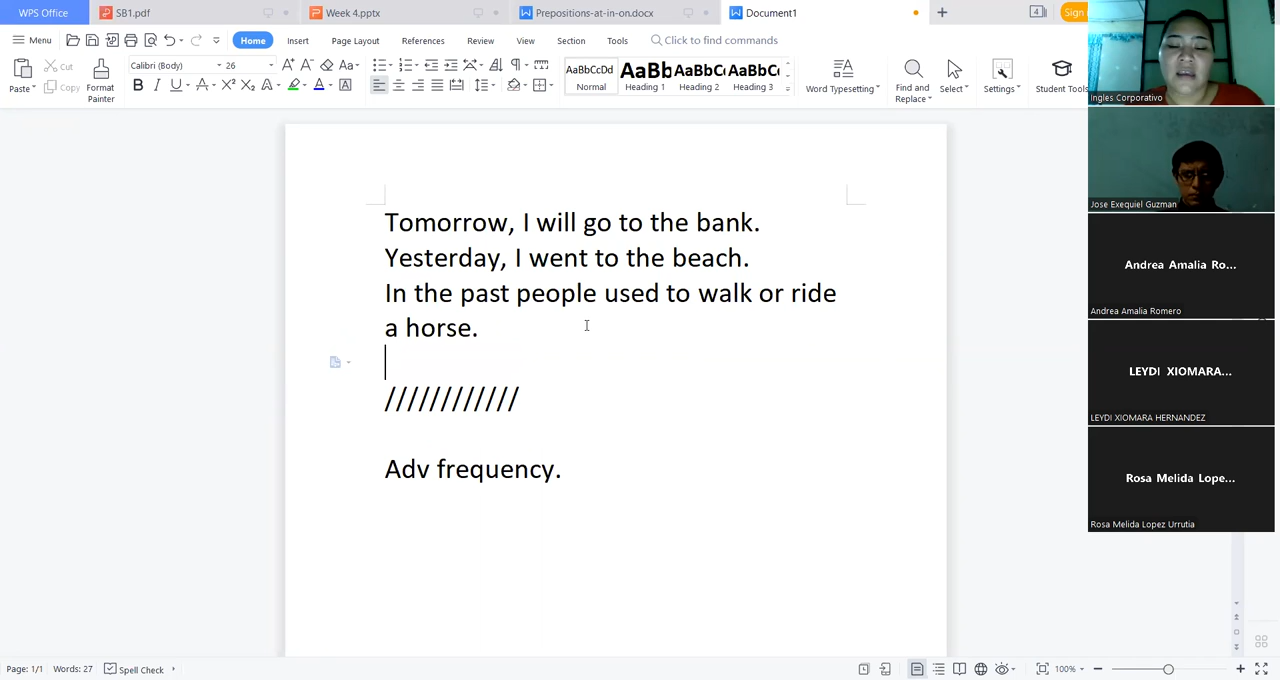 WPS Office SB1.pdf Week 4.pptx Prepositions-at-in-on.docx Document1 4 Sign
Menu Home Insert Page Layout References Review View Section Tools Click to find commands
Paste Cut Copy Format Painter Calibri (Body) 26 AaBbCcDd Normal AaBb Heading 1 AaBbCc Heading 2 AaBbCc Heading 3 Word Typesetting Find and Replace Select Settings Student Tools
Tomorrow, I will go to the bank.
Yesterday, I went to the beach.
In the past people used to walk or ride
a horse.
////////////
Adv frequency.
Ingles Corporativo
Jose Exequiel Guzman
Andrea Amalia Ro...
Andrea Amalia Romero
LEYDI XIOMARA...
LEYDI XIOMARA HERNANDEZ
Rosa Melida Lope...
Rosa Melida Lopez Urrutia
Page: 1/1 Words: 27 Spell Check 100%